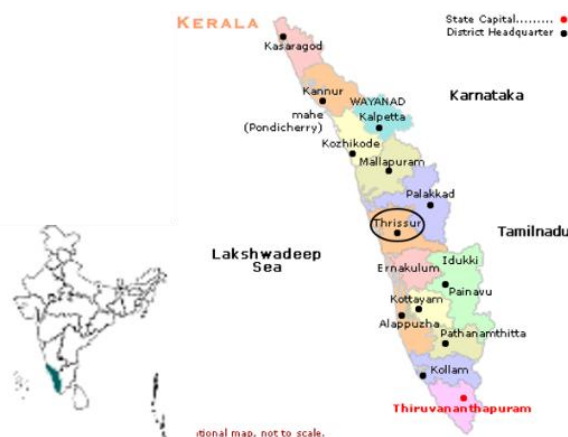 KERALA
State Capital.........
District Headquarter
Kasaragod
Kannur
WAYANAD
Karnataka
mahe
(Pondicherry)
Kalpetta
Kozhikode
Mallapuram
Palakkad
Thrissur
Tamilnadu
Lakshwadeep
Sea
Ernakulum
Idukki
Painavu
Kottayam
Alappuzha
Pathanamthitta
Kollam
Thiruvananthapuram
tional map, not to scale.